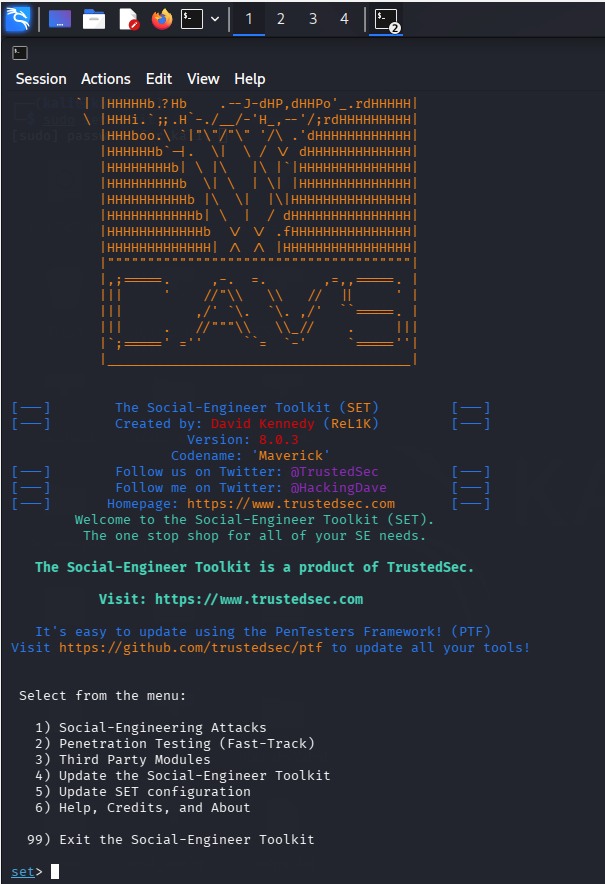 1 2 3 4 2
Session Actions Edit View Help
[---] The Social-Engineer Toolkit (SET) [---]
[---] Created by: David Kennedy (ReL1K) [---]
Version: 8.0.3
Codename: 'Maverick'
[---] Follow us on Twitter: @TrustedSec [---]
[---] Follow me on Twitter: @HackingDave [---]
[---] Homepage: https://www.trustedsec.com [---]
Welcome to the Social-Engineer Toolkit (SET).
The one stop shop for all of your SE needs.
The Social-Engineer Toolkit is a product of TrustedSec.
Visit: https://www.trustedsec.com
It's easy to update using the PenTesters Framework! (PTF)
Visit https://github.com/trustedsec/ptf to update all your tools!
Select from the menu:
1) Social-Engineering Attacks
2) Penetration Testing (Fast-Track)
3) Third Party Modules
4) Update the Social-Engineer Toolkit
5) Update SET configuration
6) Help, Credits, and About
99) Exit the Social-Engineer Toolkit
set>